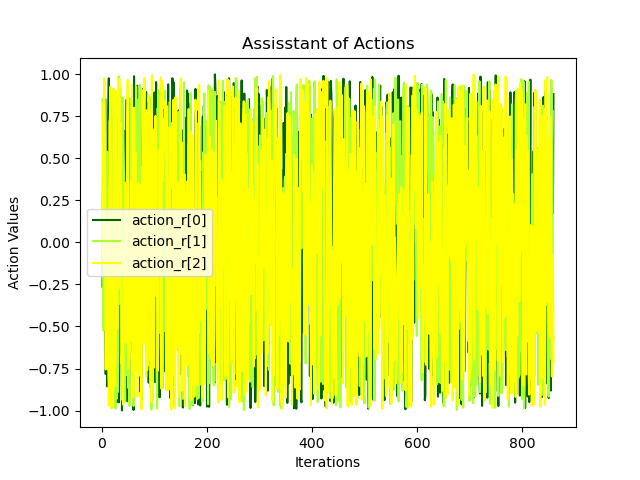 Assisstant of Actions
1.00
0.75
0.50
0.25
0.00
−0.25
−0.50
−0.75
−1.00
Action Values
action_r[0]
action_r[1]
action_r[2]
0
200
400
600
800
Iterations